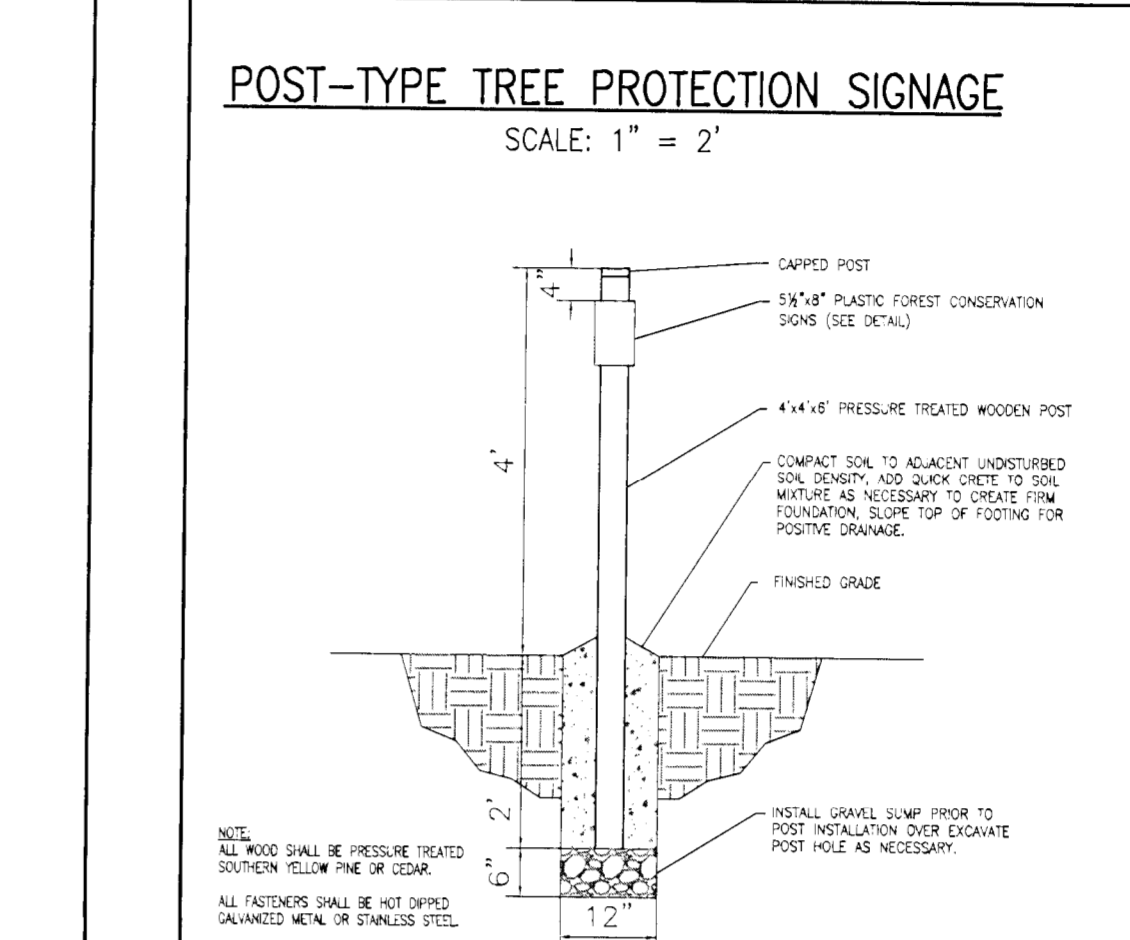 POST-TYPE TREE PROTECTION SIGNAGE
SCALE: 1" = 2'
CAPPED POST
4"
5½"x8" PLASTIC FOREST CONSERVATION
SIGNS (SEE DETAIL)
4'x4'x6' PRESSURE TREATED WOODEN POST
4'
COMPACT SOIL TO ADJACENT UNDISTURBED
SOIL DENSITY, ADD QUICK CRETE TO SOIL
MIXTURE AS NECESSARY TO CREATE FIRM
FOUNDATION, SLOPE TOP OF FOOTING FOR
POSITIVE DRAINAGE.
FINISHED GRADE
2'
INSTALL GRAVEL SUMP PRIOR TO
POST INSTALLATION OVER EXCAVATE
POST HOLE AS NECESSARY.
NOTE:
ALL WOOD SHALL BE PRESSURE TREATED
SOUTHERN YELLOW PINE OR CEDAR.
6"
ALL FASTENERS SHALL BE HOT DIPPED
GALVANIZED METAL OR STAINLESS STEEL
12"